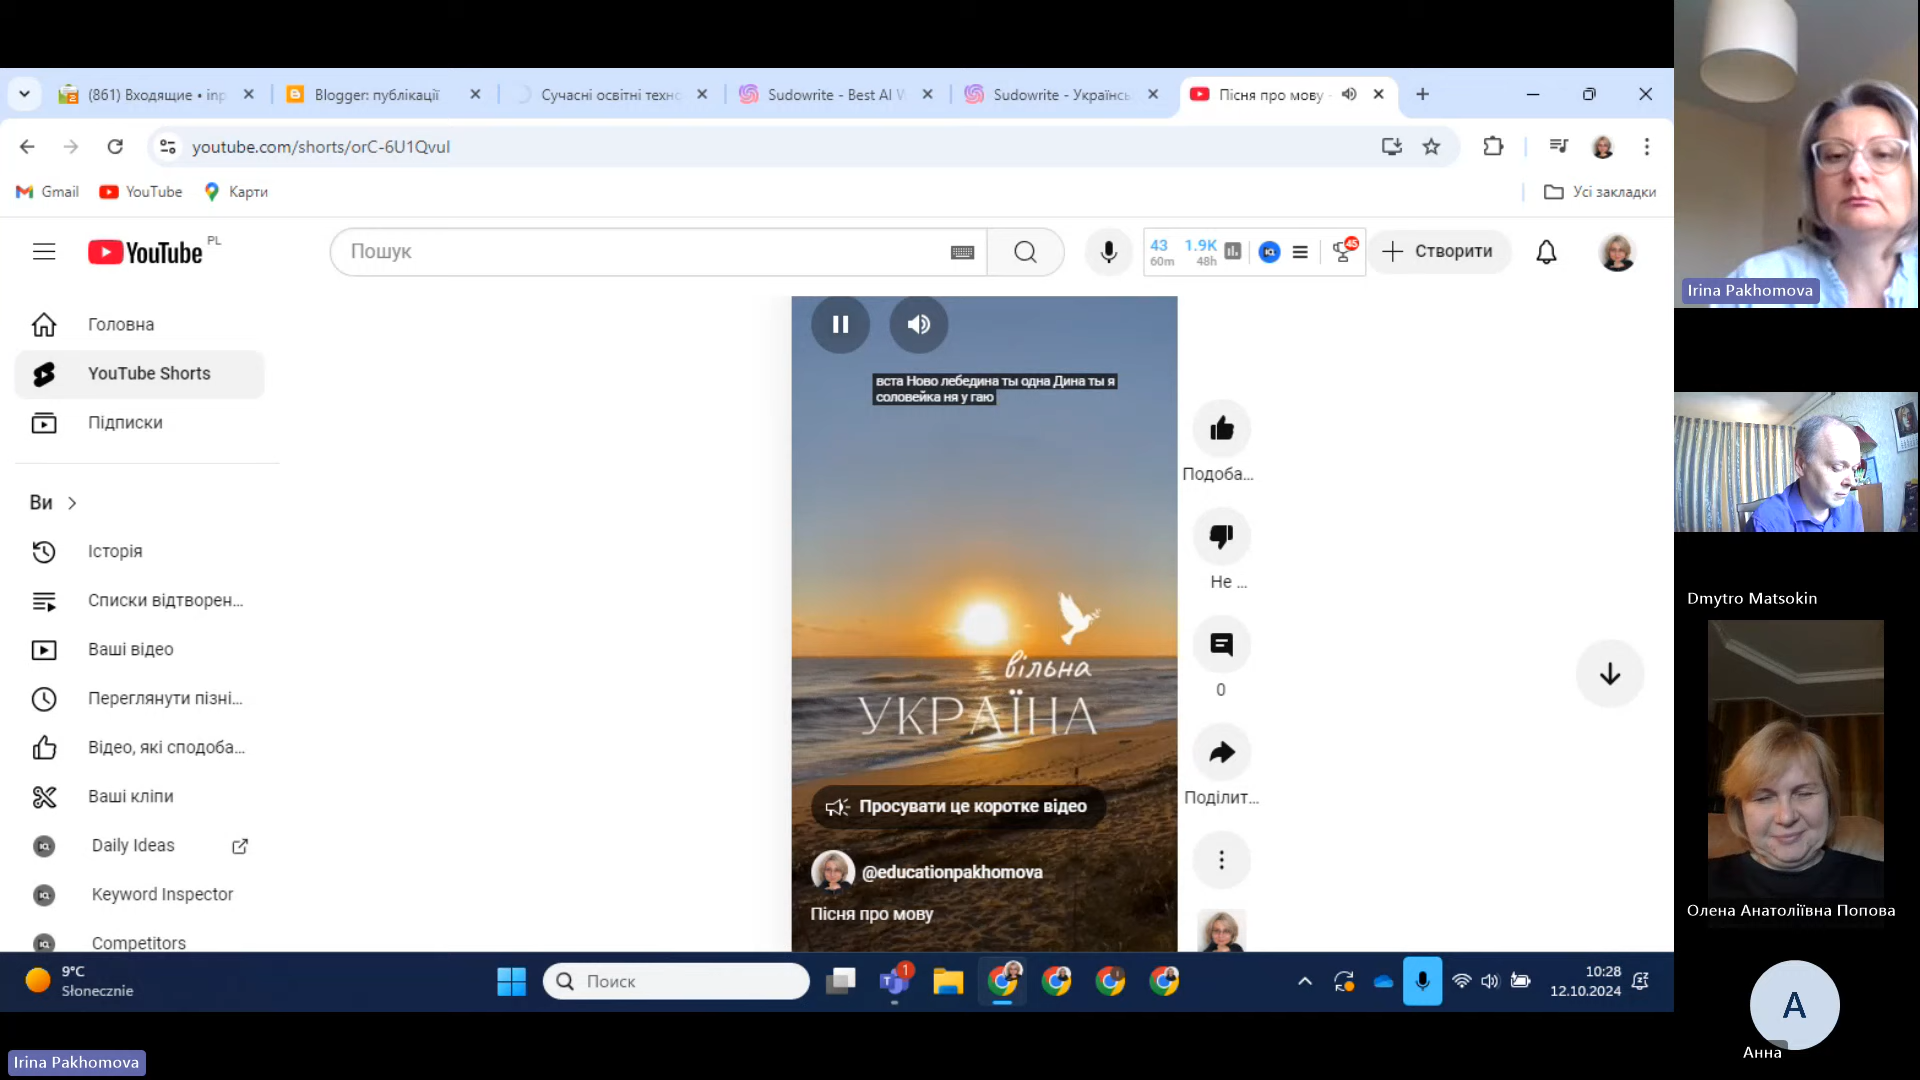 (861) Входящие • inp
Blogger: публікації
Сучасні освітні техно
Sudowrite - Best AI W
Sudowrite - Українсь
Пісня про мову -
youtube.com/shorts/orC-6U1QvuI
Gmail
YouTube
Карти
Усі закладки
YouTube PL
Пошук
43
60m
1.9K
48h
45
Створити
Головна
YouTube Shorts
Підписки
Ви
Історія
Списки відтворен...
Ваші відео
Переглянути пізні...
Відео, які сподоба...
Ваші кліпи
Daily Ideas
Keyword Inspector
Competitors
вста Ново лебедина ты одна Дина ты я
соловейка ня у гаю
вільна
УКРАЇНА
Просувати це коротке відео
@educationpakhomova
Пісня про мову
Подоба...
Не ...
0
Поділит...
9°C
Słonecznie
Поиск
1
10:28
12.10.2024
Irina Pakhomova
Irina Pakhomova
Dmytro Matsokin
Олена Анатоліївна Попова
А
Анна